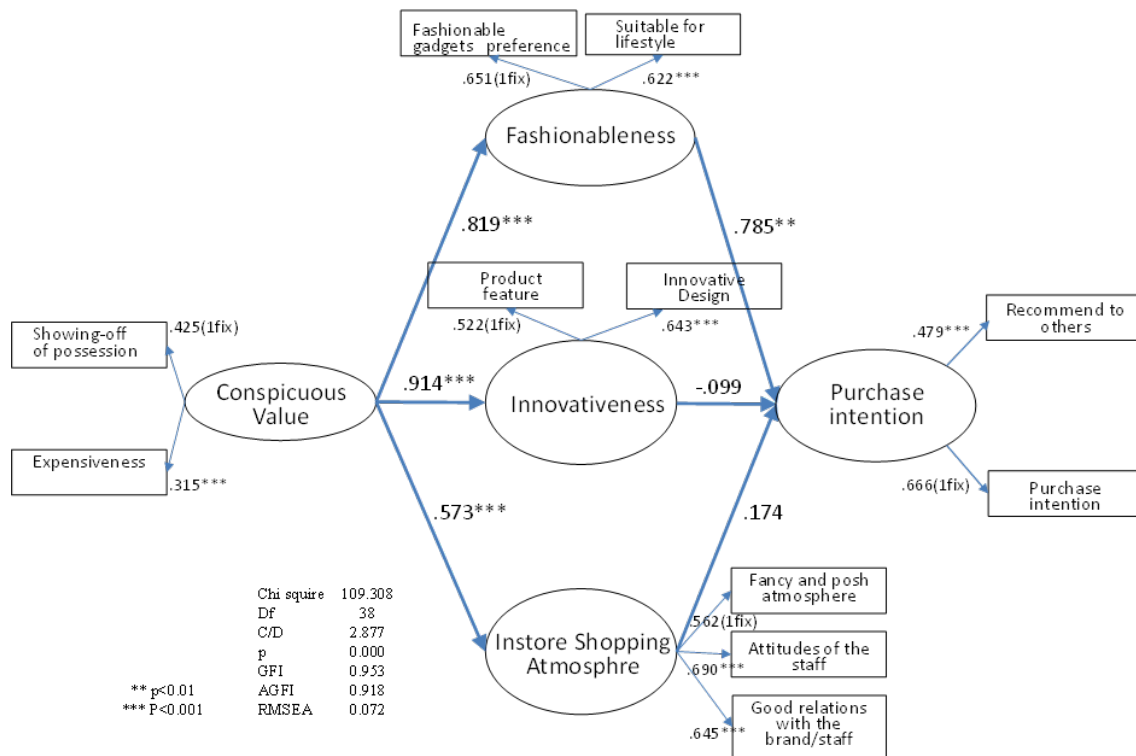 Fashionable
gadgets preference
Suitable for
lifestyle
.651(1fix)
.622***
Fashionableness
.819***
.785**
Product
feature
Innovative
Design
.522(1fix)
.643***
Showing-off
of possession
.425(1fix)
Conspicuous
Value
.914***
Innovativeness
-.099
Purchase
intention
.479***
Recommend to
others
Expensiveness
.315***
.666(1fix)
Purchase
intention
.573***
.174
Instore Shopping
Atmosphre
Fancy and posh
atmosphere
.562(1fix)
Attitudes of the
staff
.690***
Good relations
with the
brand/staff
.645***
Chi squire 109.308
Df 38
C/D 2.877
p 0.000
GFI 0.953
AGFI 0.918
RMSEA 0.072
** p<0.01
*** P<0.001